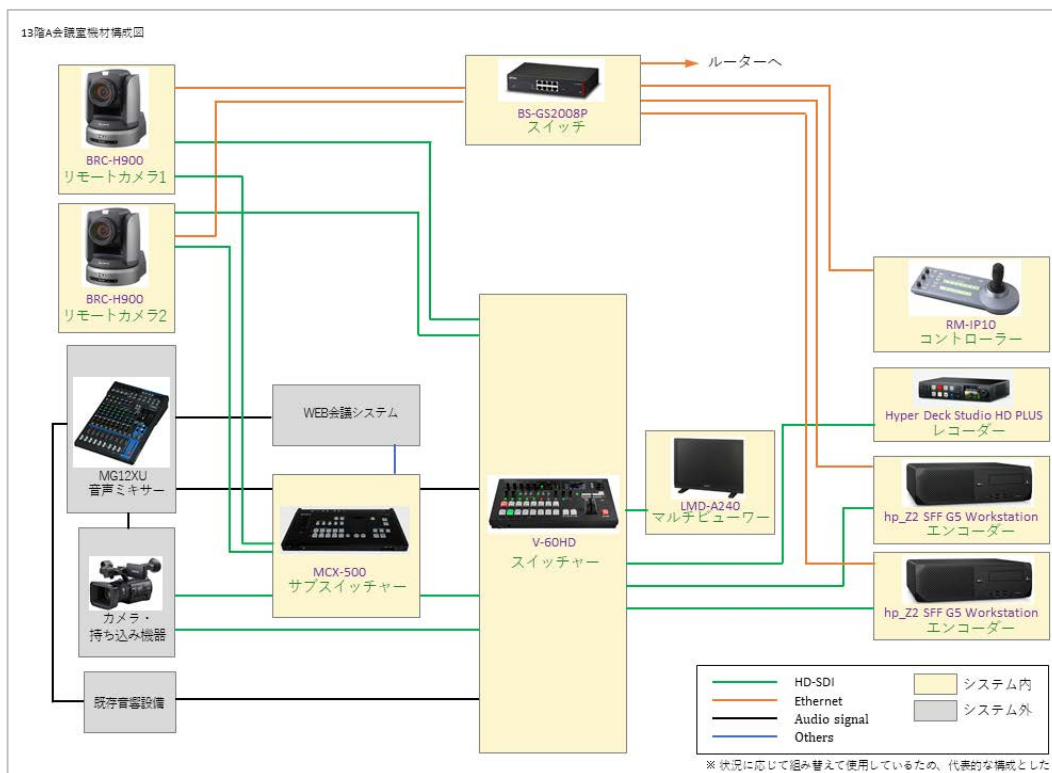 13階A会議室機材構成図
ルーターへ
BS-GS2008P
スイッチ
BRC-H900
リモートカメラ1
BRC-H900
リモートカメラ2
RM-IP10
コントローラー
Hyper Deck Studio HD PLUS
レコーダー
WEB会議システム
MG12XU
音声ミキサー
LMD-A240
マルチビューワー
hp_Z2 SFF G5 Workstation
エンコーダー
V-60HD
スイッチャー
MCX-500
サブスイッチャー
カメラ・
持ち込み機器
hp_Z2 SFF G5 Workstation
エンコーダー
既存音響設備
HD-SDI
Ethernet
Audio signal
Others
システム内
システム外
※ 状況に応じて組み替えて使用しているため、代表的な構成とした